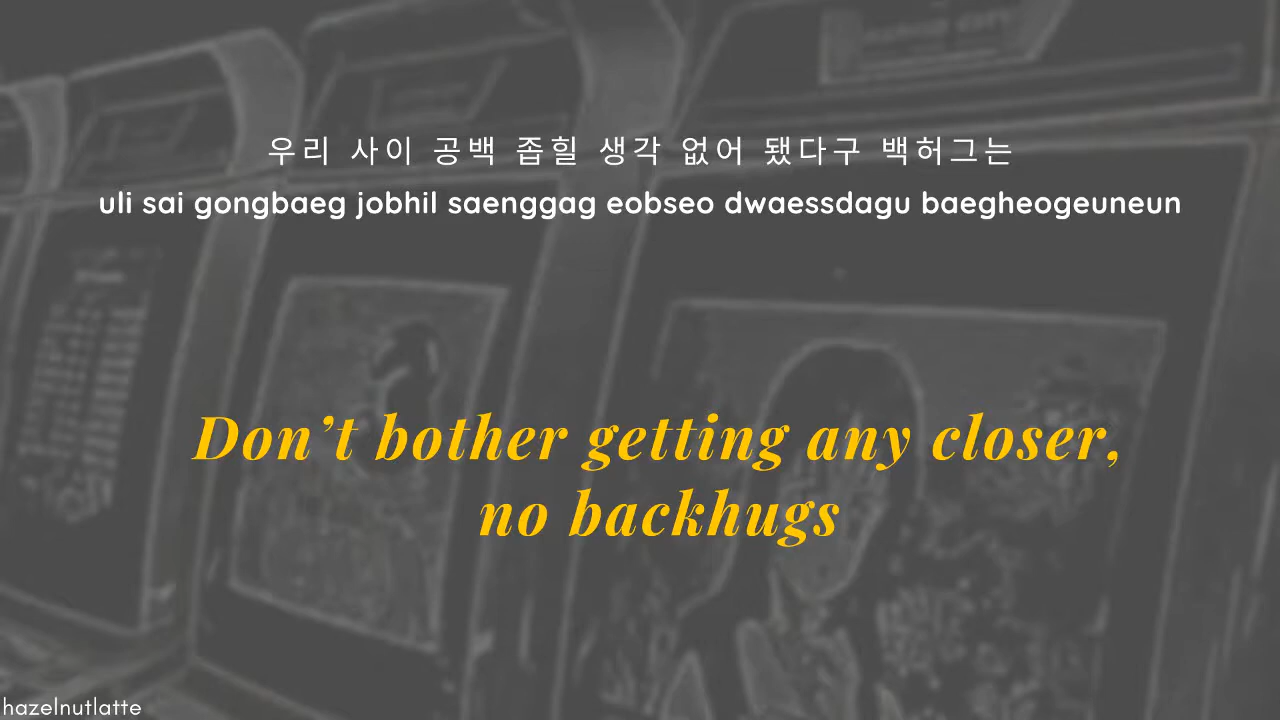 우리 사이 공백 좁힐 생각 없어 됐다구 백허그는
uli sai gongbaeg jobhil saenggag eobseo dwaessdagu baegheogeuneun
Don’t bother getting any closer,
no backhugs
hazelnutlatte